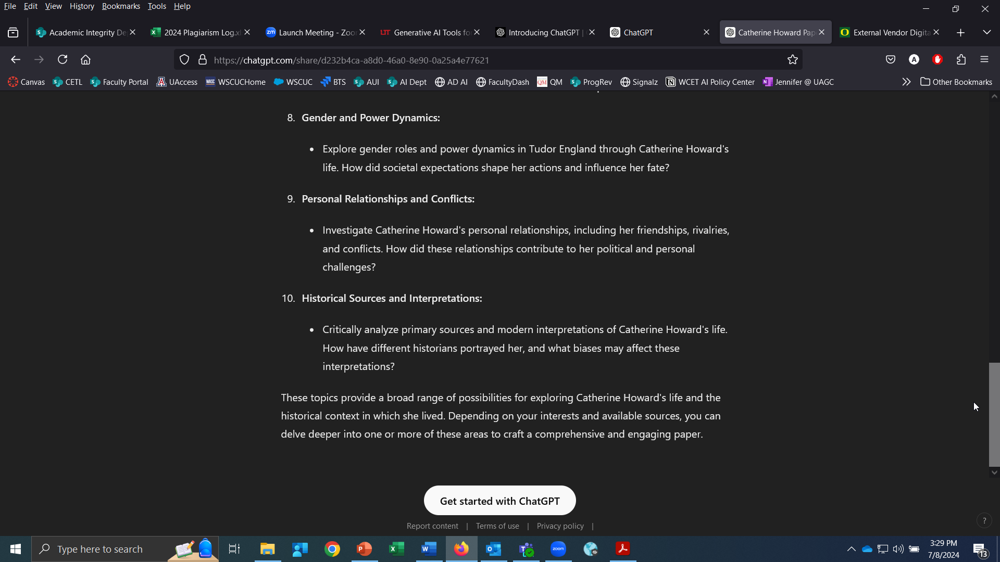 File Edit View History Bookmarks Tools Help
Academic Integrity De
2024 Plagiarism Log.xl
zm Launch Meeting - Zoo
LTT Generative AI Tools fo
Introducing ChatGPT |
ChatGPT
Catherine Howard Pap
External Vendor Digita
https://chatgpt.com/share/d232b4ca-a8d0-46a0-8e90-0a25a4e77621
A
Canvas CETL Faculty Portal UAccess WSCUCHome WSCUC BTS AUI AI Dept AD AI FacultyDash QM QM ProgRev Signalz WCET AI Policy Center Jennifer @ UAGC Other Bookmarks
8. Gender and Power Dynamics:
• Explore gender roles and power dynamics in Tudor England through Catherine Howard's
life. How did societal expectations shape her actions and influence her fate?
9. Personal Relationships and Conflicts:
• Investigate Catherine Howard's personal relationships, including her friendships, rivalries,
and conflicts. How did these relationships contribute to her political and personal
challenges?
10. Historical Sources and Interpretations:
• Critically analyze primary sources and modern interpretations of Catherine Howard's life.
How have different historians portrayed her, and what biases may affect these
interpretations?
These topics provide a broad range of possibilities for exploring Catherine Howard's life and the
historical context in which she lived. Depending on your interests and available sources, you can
delve deeper into one or more of these areas to craft a comprehensive and engaging paper.
Get started with ChatGPT
Report content | Terms of use | Privacy policy |
?
Type here to search
zoom
3:29 PM
7/8/2024
13